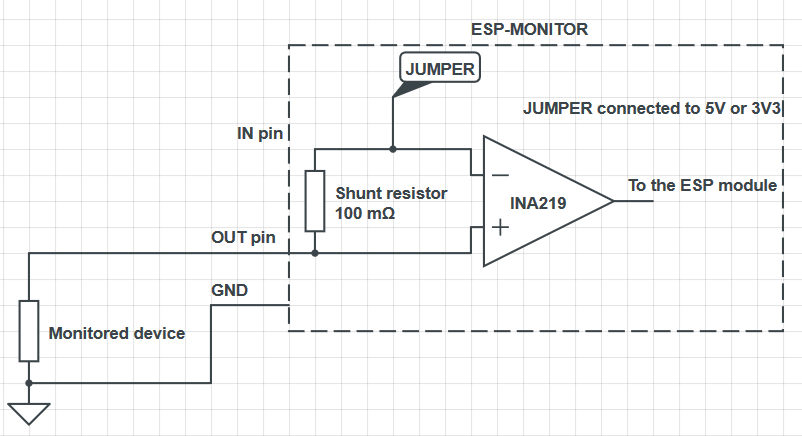 ESP-MONITOR
JUMPER
JUMPER connected to 5V or 3V3
IN pin
Shunt resistor
100 mΩ
To the ESP module
INA219
OUT pin
GND
Monitored device